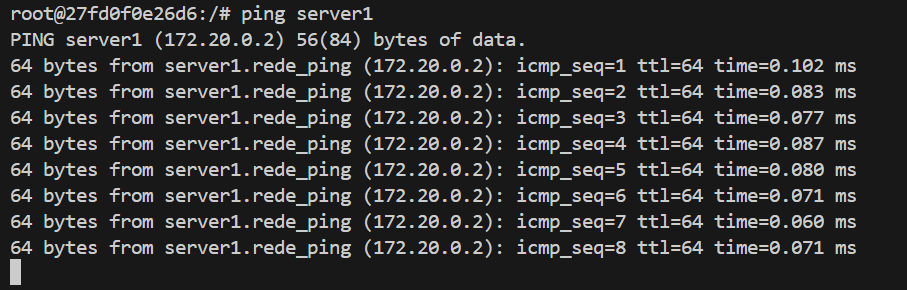 root@27fd0f0e26d6:/# ping server1
PING server1 (172.20.0.2) 56(84) bytes of data.
64 bytes from server1.rede_ping (172.20.0.2): icmp_seq=1 ttl=64 time=0.102 ms
64 bytes from server1.rede_ping (172.20.0.2): icmp_seq=2 ttl=64 time=0.083 ms
64 bytes from server1.rede_ping (172.20.0.2): icmp_seq=3 ttl=64 time=0.077 ms
64 bytes from server1.rede_ping (172.20.0.2): icmp_seq=4 ttl=64 time=0.087 ms
64 bytes from server1.rede_ping (172.20.0.2): icmp_seq=5 ttl=64 time=0.080 ms
64 bytes from server1.rede_ping (172.20.0.2): icmp_seq=6 ttl=64 time=0.071 ms
64 bytes from server1.rede_ping (172.20.0.2): icmp_seq=7 ttl=64 time=0.060 ms
64 bytes from server1.rede_ping (172.20.0.2): icmp_seq=8 ttl=64 time=0.071 ms